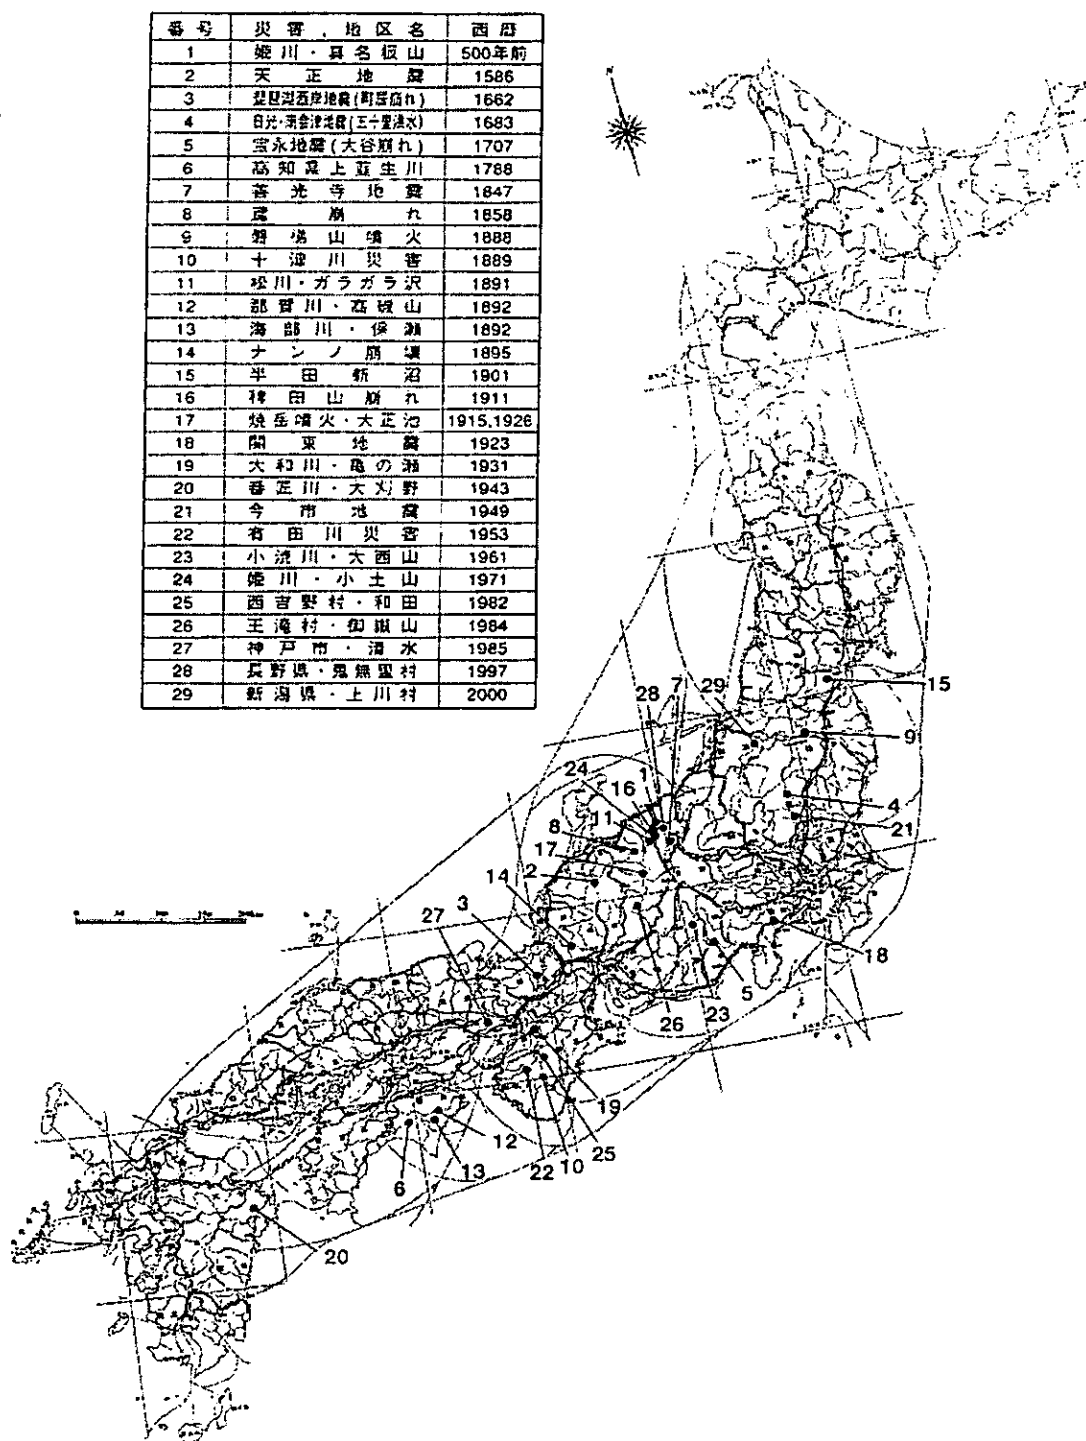 番号 災害、地区名 西暦
1 姫川・真名板山 500年前
2 天正地震 1586
3 琵琶湖西岸地震(町居崩れ) 1662
4 日光・南会津地震(五十里洪水) 1683
5 宝永地震(大谷崩れ) 1707
6 高知県上韮生川 1788
7 善光寺地震 1847
8 鳶崩れ 1858
9 磐梯山噴火 1888
10 十津川災害 1889
11 松川・ガラガラ沢 1891
12 那賀川・高磯山 1892
13 海部川・保瀬 1892
14 ナンノ崩壊 1895
15 半田新沼 1901
16 稗田山崩れ 1911
17 焼岳噴火・大正池 1915,1926
18 関東地震 1923
19 大和川・亀の瀬 1931
20 番匠川・大刈野 1943
21 今市地震 1949
22 有田川災害 1953
23 小渋川・大西山 1961
24 姫川・小土山 1971
25 西吉野村・和田 1982
26 王滝村・御嶽山 1984
27 神戸市・清水 1985
28 長野県・鬼無里村 1997
29 新潟県・上川村 2000
15
28 7 29
9
24 1
16
4
11
21
8
17
2
14
3
27
18
5
26 23
19
12
25
6 13 22 10
20